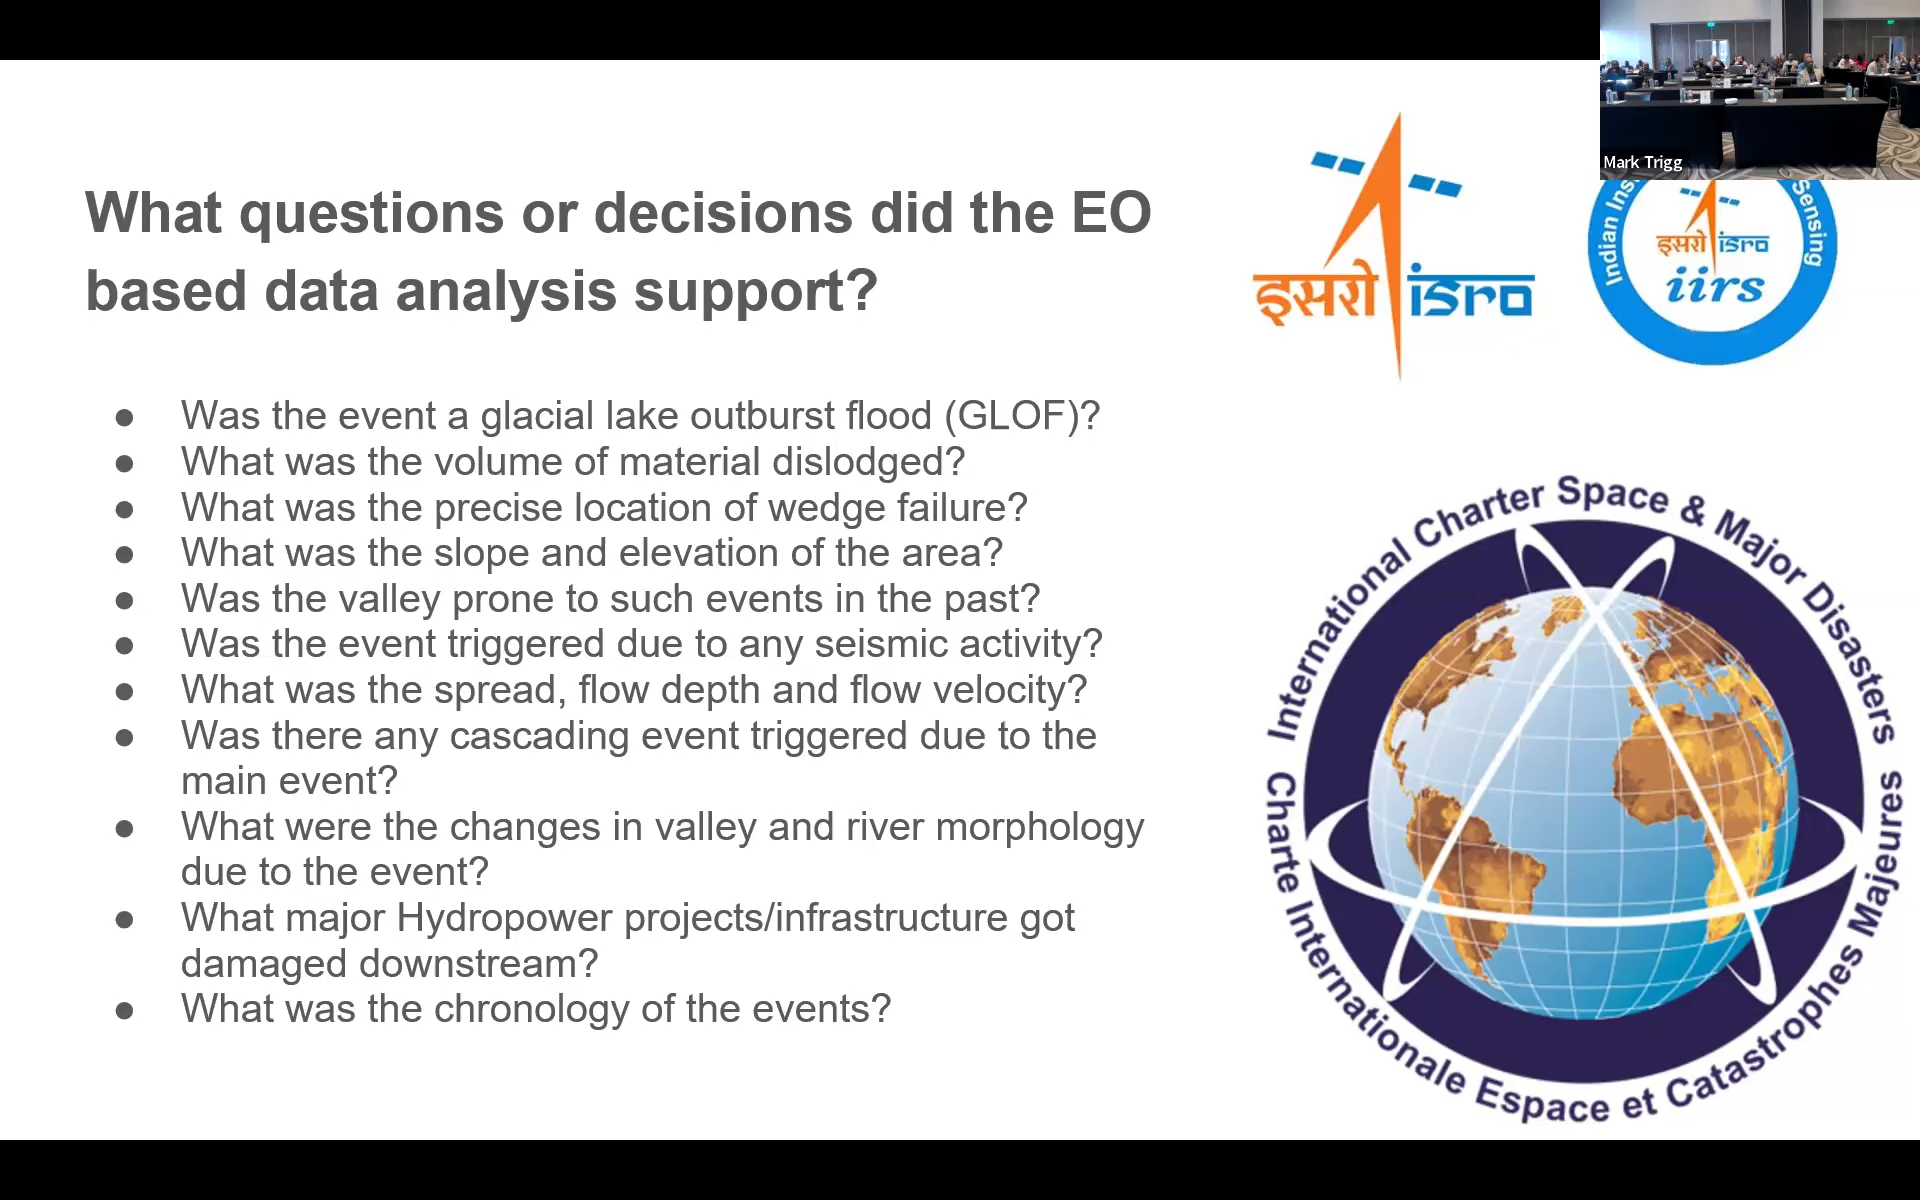 Mark Trigg
What questions or decisions did the EO
based data analysis support?
इसरो isro
Indian Ins
Sensing
इसरो isro
iirs
● Was the event a glacial lake outburst flood (GLOF)?
● What was the volume of material dislodged?
● What was the precise location of wedge failure?
● What was the slope and elevation of the area?
● Was the valley prone to such events in the past?
● Was the event triggered due to any seismic activity?
● What was the spread, flow depth and flow velocity?
● Was there any cascading event triggered due to the
main event?
● What were the changes in valley and river morphology
due to the event?
● What major Hydropower projects/infrastructure got
damaged downstream?
● What was the chronology of the events?
International Charter Space & Major Disasters
Charte Internationale Espace et Catastrophes Majeures